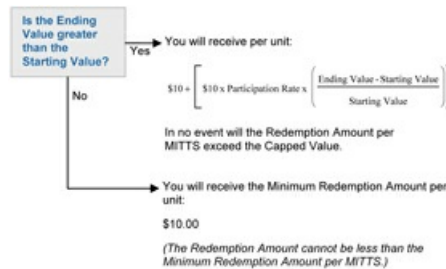 Is the Ending
Value greater
than the
Starting Value?
Yes
You will receive per unit:
$10 + [ $10 x Participation Rate x ( Ending Value - Starting Value
Starting Value ) ]
In no event will the Redemption Amount per
MITTS exceed the Capped Value.
No
You will receive the Minimum Redemption Amount per
unit:
$10.00
(The Redemption Amount cannot be less than the
Minimum Redemption Amount per MITTS.)